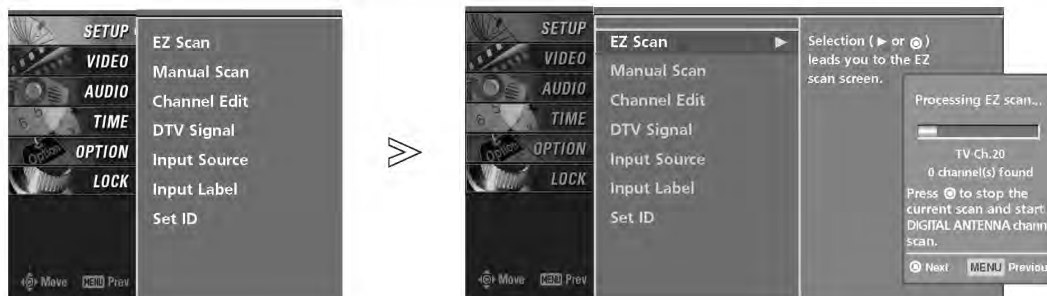 SETUP
VIDEO
AUDIO
TIME
OPTION
LOCK
EZ Scan
Manual Scan
Channel Edit
DTV Signal
Input Source
Input Label
Set ID
Move MENU Prev
SETUP
VIDEO
AUDIO
TIME
OPTION
LOCK
EZ Scan ►
Manual Scan
Channel Edit
DTV Signal
Input Source
Input Label
Set ID
Move MENU Prev
Selection ( ► or ◉ )
leads you to the EZ
scan screen.
Processing EZ scan...
TV Ch.20
0 channel(s) found
Press ◉ to stop the
current scan and start
DIGITAL ANTENNA chann
scan.
◉ Next MENU Previou